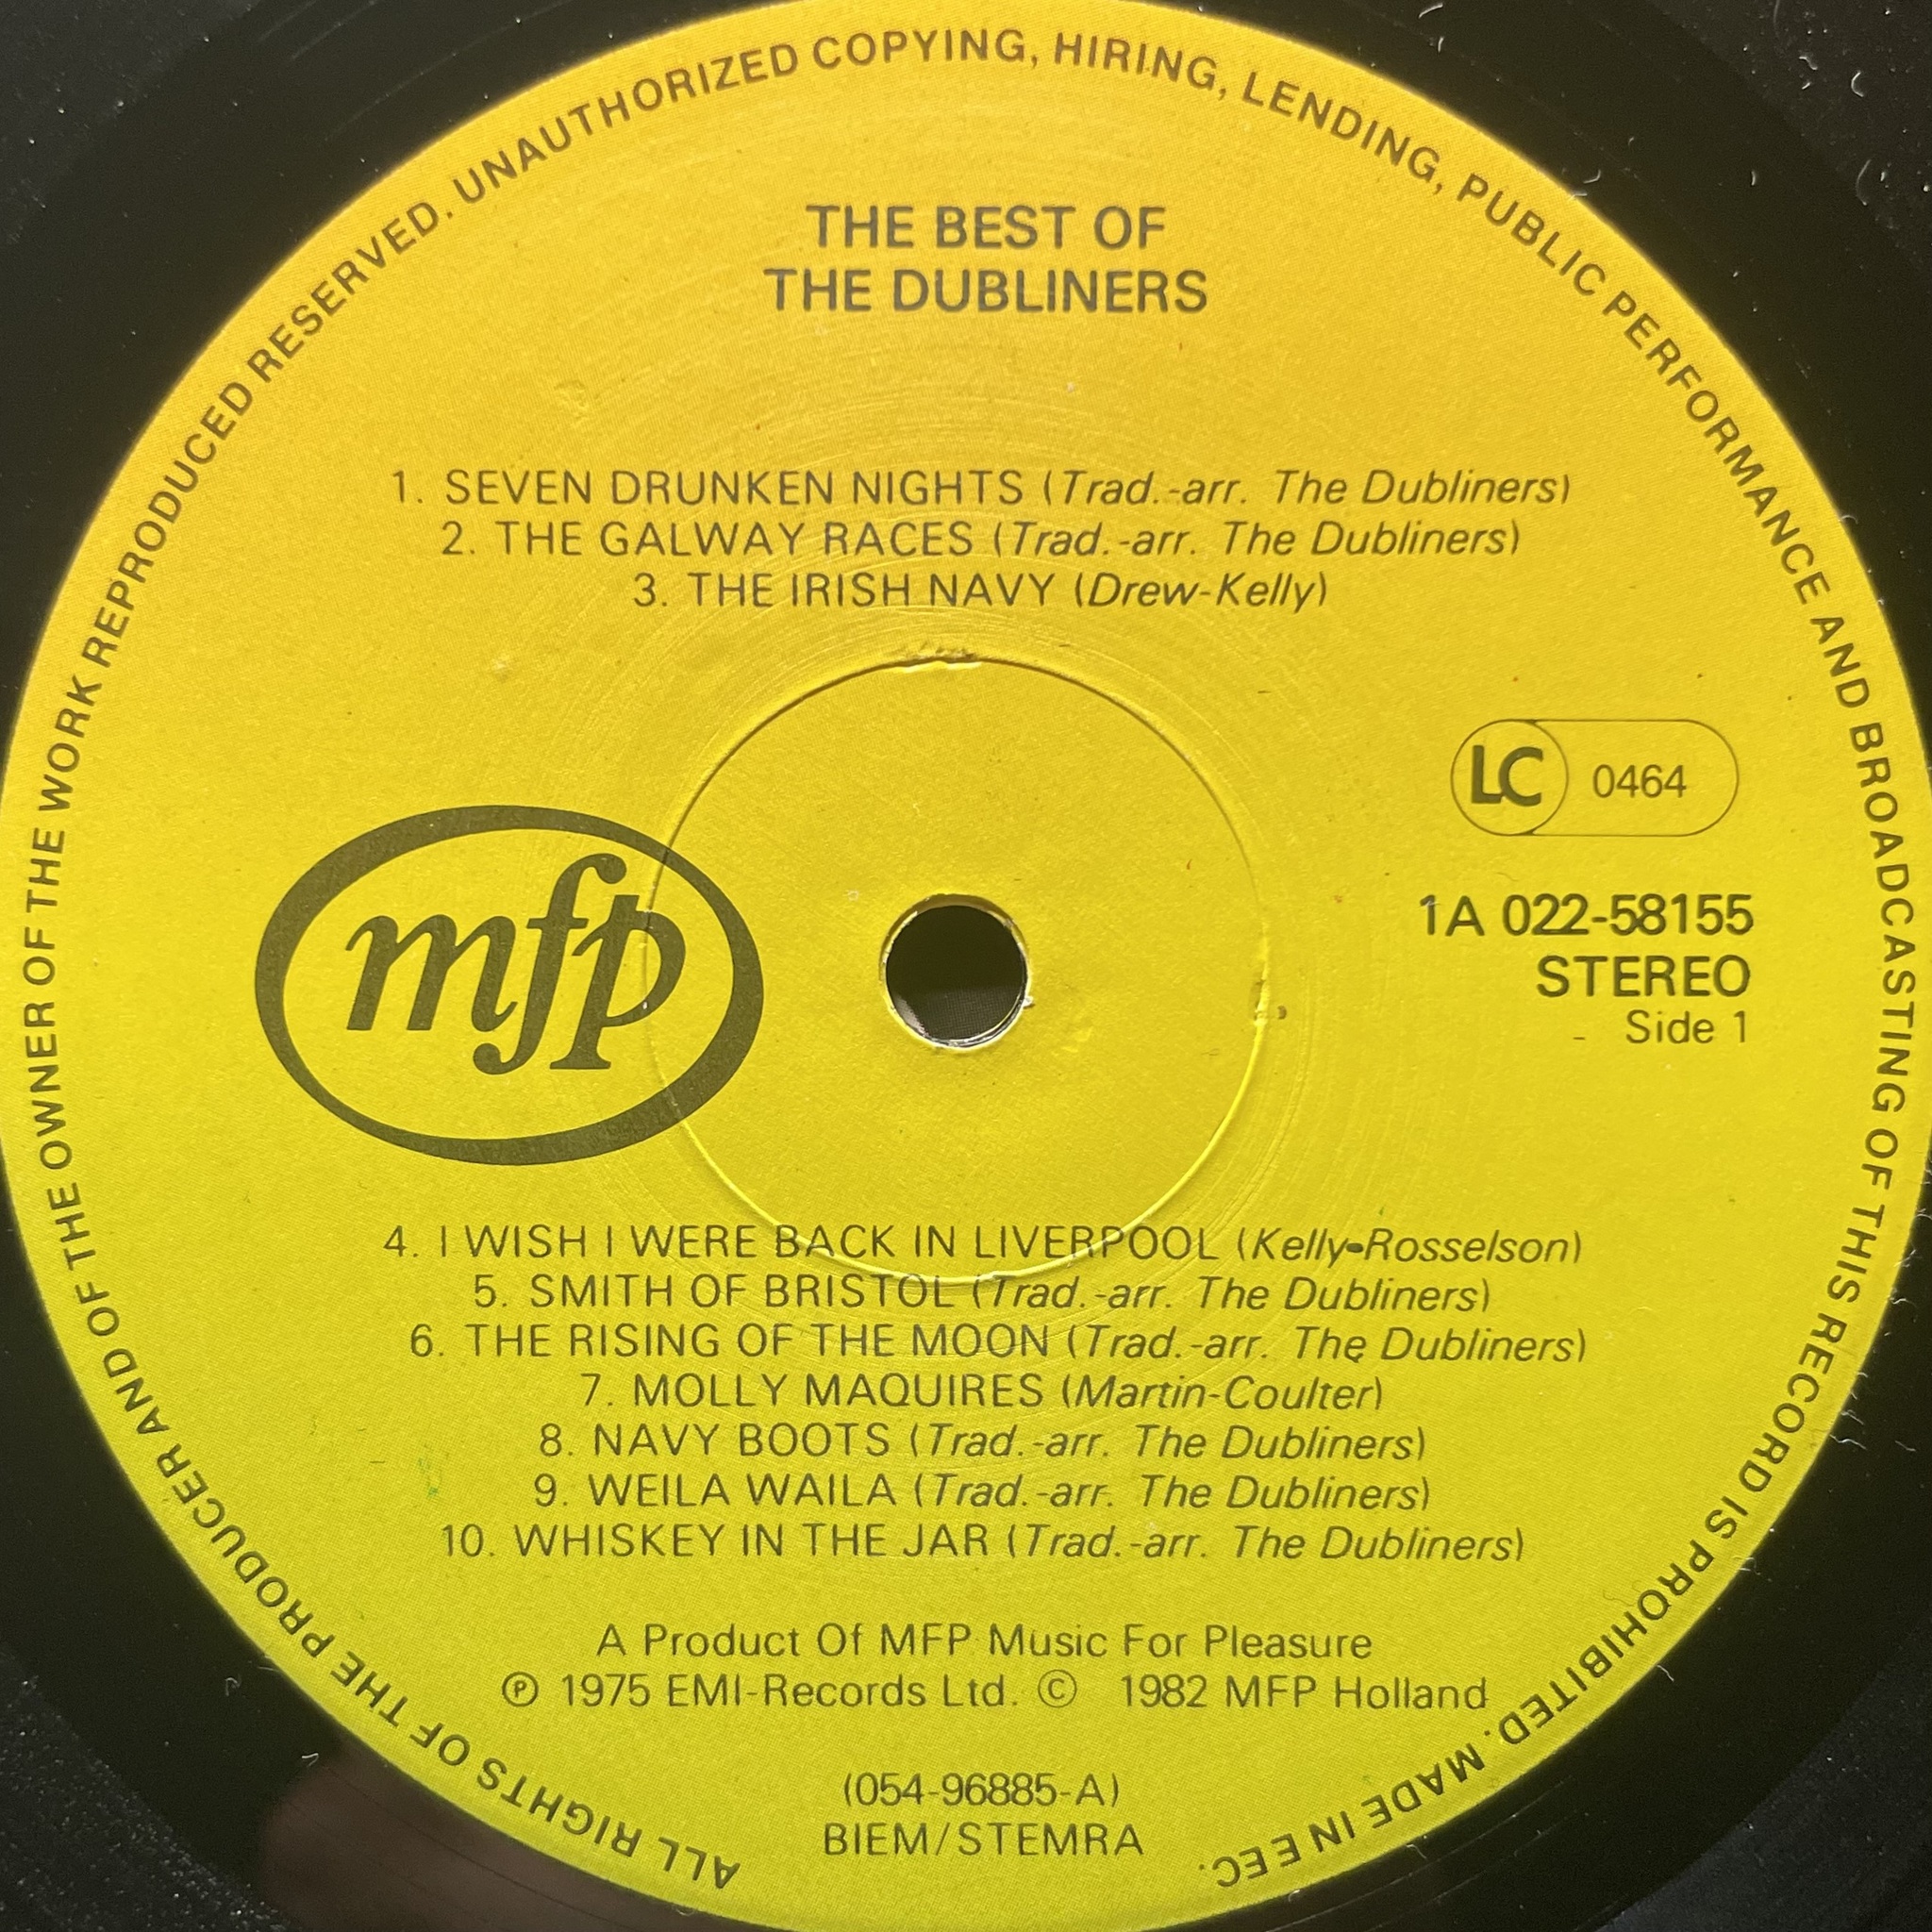 ALL RIGHTS OF THE PRODUCER AND OF THE OWNER OF THE WORK REPRODUCED RESERVED. UNAUTHORIZED COPYING, HIRING, LENDING, PUBLIC PERFORMANCE AND BROADCASTING OF THIS RECORD IS PROHIBITED. MADE IN EEC.
THE BEST OF
THE DUBLINERS
1. SEVEN DRUNKEN NIGHTS (Trad.-arr. The Dubliners)
2. THE GALWAY RACES (Trad.-arr. The Dubliners)
3. THE IRISH NAVY (Drew-Kelly)
LC 0464
mfp
1A 022-58155
STEREO
Side 1
4. I WISH I WERE BACK IN LIVERPOOL (Kelly-Rosselson)
5. SMITH OF BRISTOL (Trad.-arr. The Dubliners)
6. THE RISING OF THE MOON (Trad.-arr. The Dubliners)
7. MOLLY MAQUIRES (Martin-Coulter)
8. NAVY BOOTS (Trad.-arr. The Dubliners)
9. WEILA WAILA (Trad.-arr. The Dubliners)
10. WHISKEY IN THE JAR (Trad.-arr. The Dubliners)
A Product Of MFP Music For Pleasure
℗ 1975 EMI-Records Ltd. © 1982 MFP Holland
(054-96885-A)
BIEM/STEMRA